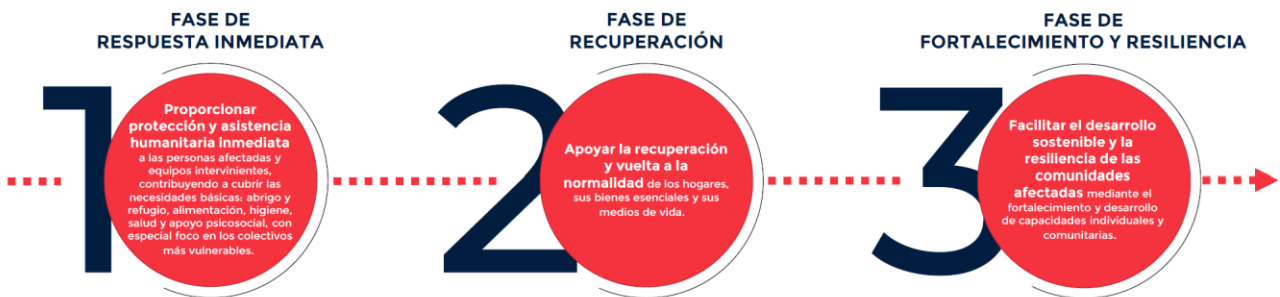 FASE DE
RESPUESTA INMEDIATA
1
Proporcionar
protección y asistencia
humanitaria inmediata
a las personas afectadas y
equipos intervinientes,
contribuyendo a cubrir las
necesidades básicas: abrigo y
refugio, alimentación, higiene,
salud y apoyo psicosocial, con
especial foco en los colectivos
más vulnerables.
FASE DE
RECUPERACIÓN
2
Apoyar la recuperación
y vuelta a la
normalidad de los hogares,
sus bienes esenciales y sus
medios de vida.
FASE DE
FORTALECIMIENTO Y RESILIENCIA
3
Facilitar el desarrollo
sostenible y la
resiliencia de las
comunidades
afectadas mediante el
fortalecimiento y desarrollo
de capacidades individuales y
comunitarias.